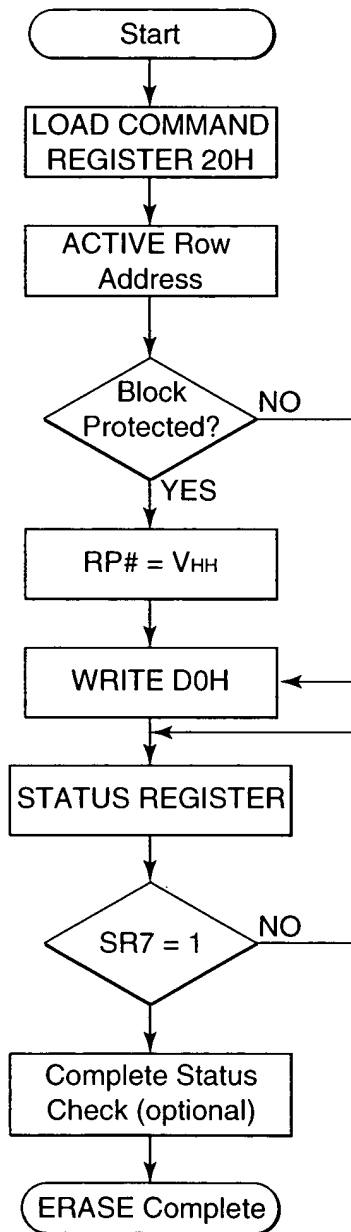 Start
LOAD COMMAND
REGISTER 20H
ACTIVE Row
Address
Block
Protected?
NO
YES
RP# = VHH
WRITE D0H
STATUS REGISTER
SR7 = 1
NO
Complete Status
Check (optional)
ERASE Complete